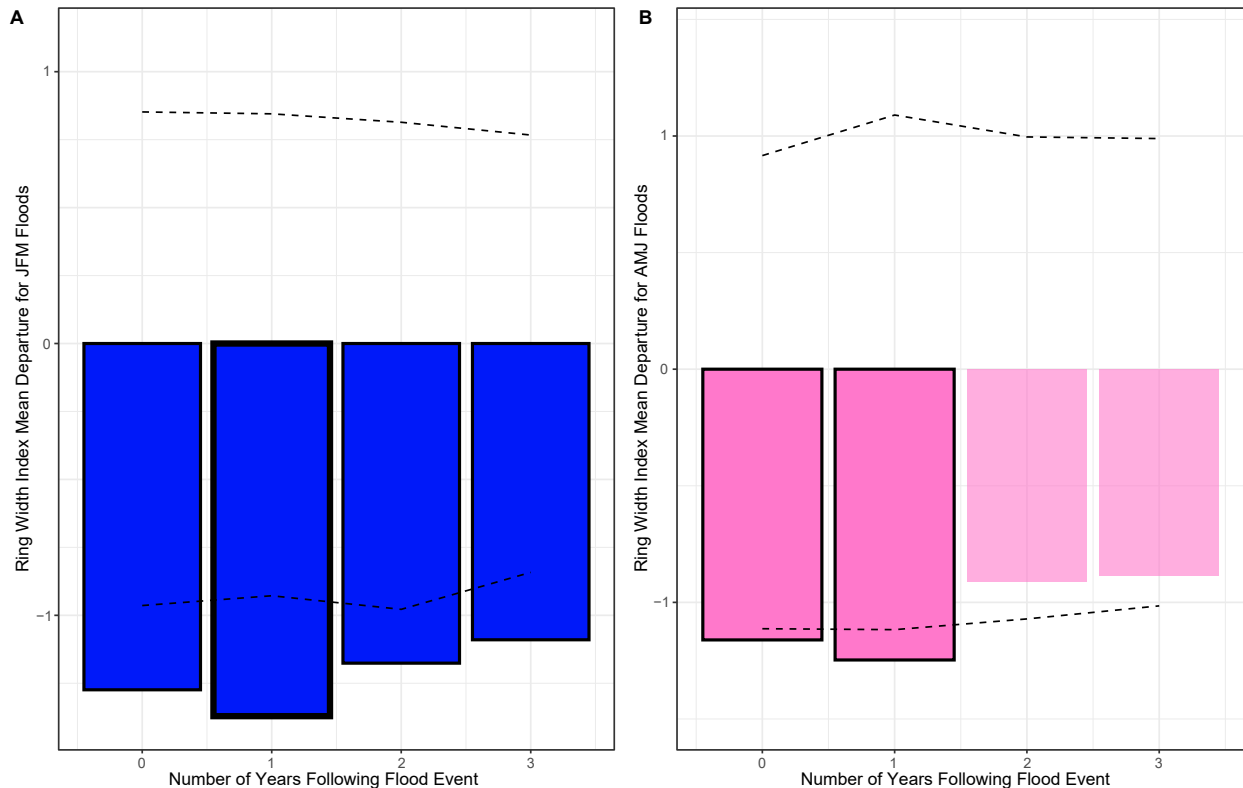 A
Ring Width Index Mean Departure for JFM Floods
1
0
−1
0
1
2
3
Number of Years Following Flood Event
B
Ring Width Index Mean Departure for AMJ Floods
1
0
−1
0
1
2
3
Number of Years Following Flood Event